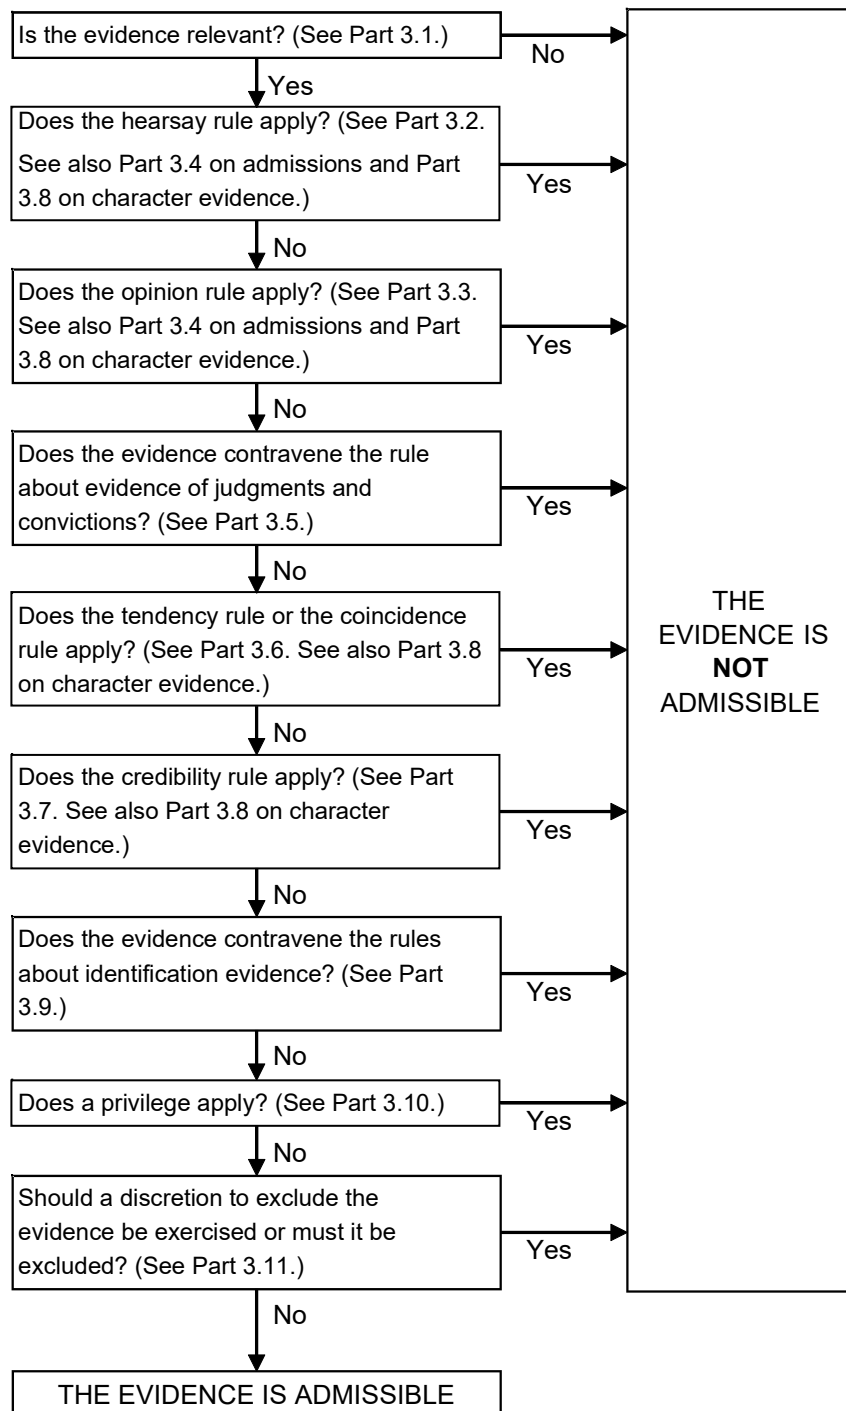 Is the evidence relevant? (See Part 3.1.)
No
Yes
Does the hearsay rule apply? (See Part 3.2.
See also Part 3.4 on admissions and Part
3.8 on character evidence.)
Yes
No
Does the opinion rule apply? (See Part 3.3.
See also Part 3.4 on admissions and Part
3.8 on character evidence.)
Yes
No
Does the evidence contravene the rule
about evidence of judgments and
convictions? (See Part 3.5.)
Yes
No
Does the tendency rule or the coincidence
rule apply? (See Part 3.6. See also Part 3.8
on character evidence.)
Yes
No
THE
EVIDENCE IS
NOT
ADMISSIBLE
Does the credibility rule apply? (See Part
3.7. See also Part 3.8 on character
evidence.)
Yes
No
Does the evidence contravene the rules
about identification evidence? (See Part
3.9.)
Yes
No
Does a privilege apply? (See Part 3.10.)
Yes
No
Should a discretion to exclude the
evidence be exercised or must it be
excluded? (See Part 3.11.)
Yes
No
THE EVIDENCE IS ADMISSIBLE